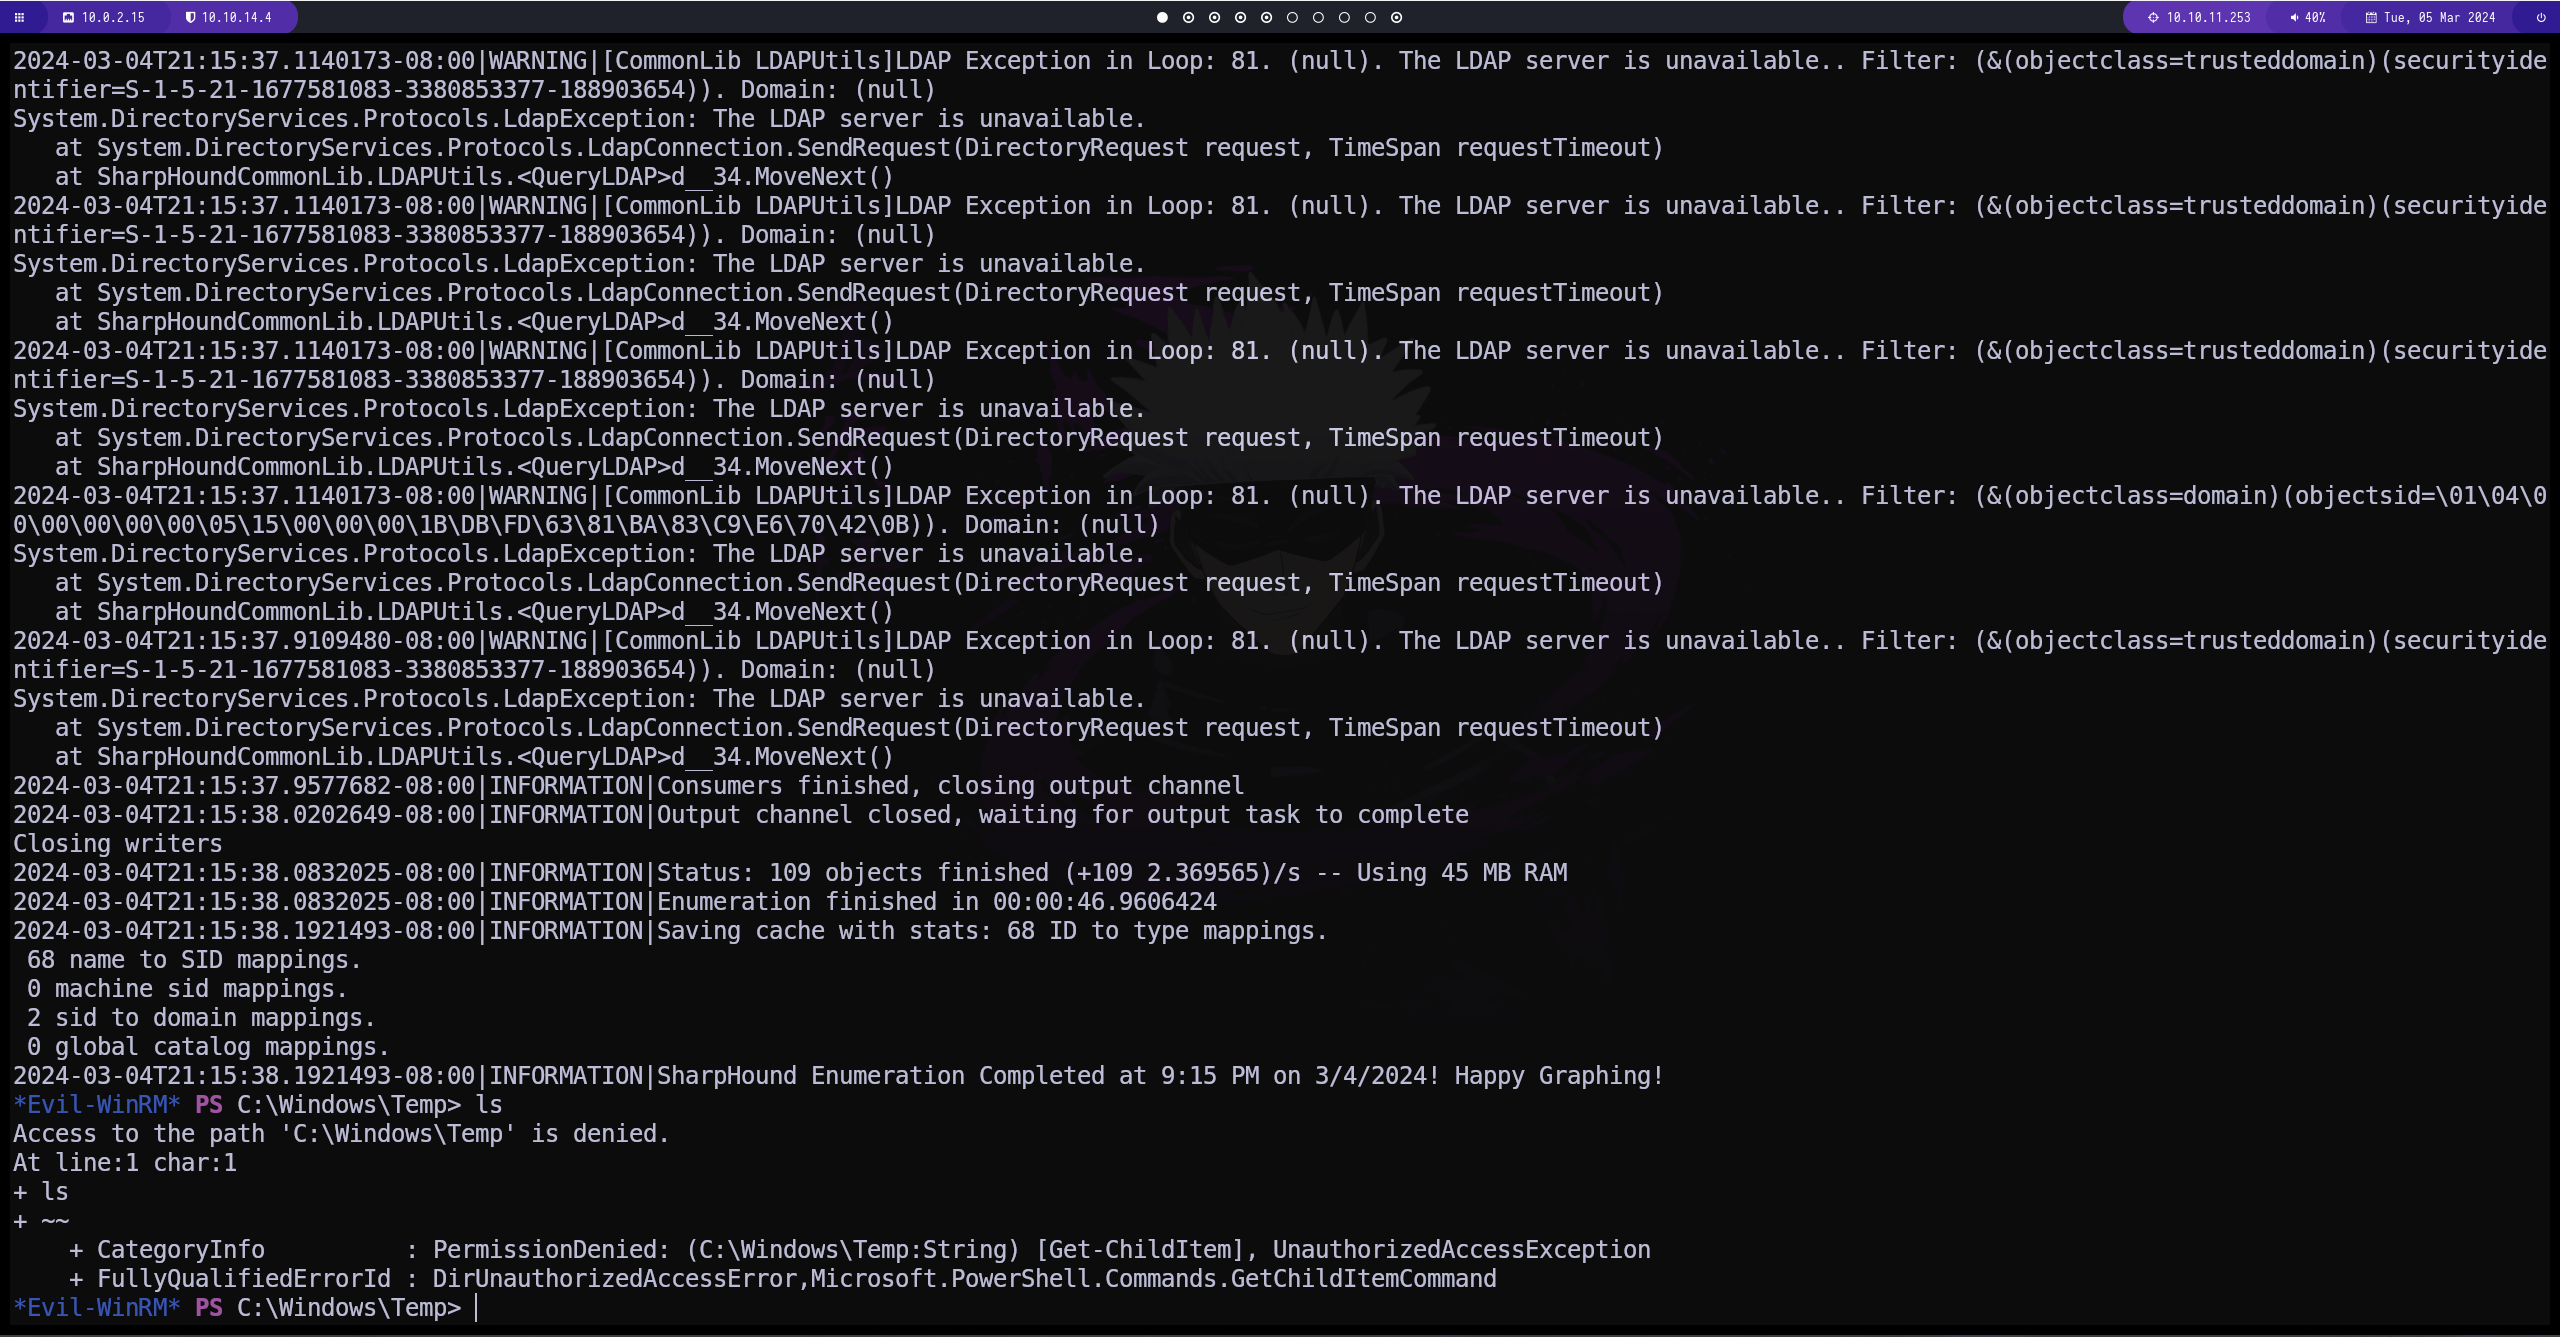 10.0.2.15 10.10.14.4 10.10.11.253 40% Tue, 05 Mar 2024
2024-03-04T21:15:37.1140173-08:00|WARNING|[CommonLib LDAPUtils]LDAP Exception in Loop: 81. (null). The LDAP server is unavailable.. Filter: (&(objectclass=trusteddomain)(securityide
ntifier=S-1-5-21-1677581083-3380853377-188903654)). Domain: (null)
System.DirectoryServices.Protocols.LdapException: The LDAP server is unavailable.
   at System.DirectoryServices.Protocols.LdapConnection.SendRequest(DirectoryRequest request, TimeSpan requestTimeout)
   at SharpHoundCommonLib.LDAPUtils.<QueryLDAP>d__34.MoveNext()
2024-03-04T21:15:37.1140173-08:00|WARNING|[CommonLib LDAPUtils]LDAP Exception in Loop: 81. (null). The LDAP server is unavailable.. Filter: (&(objectclass=trusteddomain)(securityide
ntifier=S-1-5-21-1677581083-3380853377-188903654)). Domain: (null)
System.DirectoryServices.Protocols.LdapException: The LDAP server is unavailable.
   at System.DirectoryServices.Protocols.LdapConnection.SendRequest(DirectoryRequest request, TimeSpan requestTimeout)
   at SharpHoundCommonLib.LDAPUtils.<QueryLDAP>d__34.MoveNext()
2024-03-04T21:15:37.1140173-08:00|WARNING|[CommonLib LDAPUtils]LDAP Exception in Loop: 81. (null). The LDAP server is unavailable.. Filter: (&(objectclass=trusteddomain)(securityide
ntifier=S-1-5-21-1677581083-3380853377-188903654)). Domain: (null)
System.DirectoryServices.Protocols.LdapException: The LDAP server is unavailable.
   at System.DirectoryServices.Protocols.LdapConnection.SendRequest(DirectoryRequest request, TimeSpan requestTimeout)
   at SharpHoundCommonLib.LDAPUtils.<QueryLDAP>d__34.MoveNext()
2024-03-04T21:15:37.1140173-08:00|WARNING|[CommonLib LDAPUtils]LDAP Exception in Loop: 81. (null). The LDAP server is unavailable.. Filter: (&(objectclass=domain)(objectsid=\01\04\0
0\00\00\00\00\05\15\00\00\00\1B\DB\FD\63\81\BA\83\C9\E6\70\42\0B)). Domain: (null)
System.DirectoryServices.Protocols.LdapException: The LDAP server is unavailable.
   at System.DirectoryServices.Protocols.LdapConnection.SendRequest(DirectoryRequest request, TimeSpan requestTimeout)
   at SharpHoundCommonLib.LDAPUtils.<QueryLDAP>d__34.MoveNext()
2024-03-04T21:15:37.9109480-08:00|WARNING|[CommonLib LDAPUtils]LDAP Exception in Loop: 81. (null). The LDAP server is unavailable.. Filter: (&(objectclass=trusteddomain)(securityide
ntifier=S-1-5-21-1677581083-3380853377-188903654)). Domain: (null)
System.DirectoryServices.Protocols.LdapException: The LDAP server is unavailable.
   at System.DirectoryServices.Protocols.LdapConnection.SendRequest(DirectoryRequest request, TimeSpan requestTimeout)
   at SharpHoundCommonLib.LDAPUtils.<QueryLDAP>d__34.MoveNext()
2024-03-04T21:15:37.9577682-08:00|INFORMATION|Consumers finished, closing output channel
2024-03-04T21:15:38.0202649-08:00|INFORMATION|Output channel closed, waiting for output task to complete
Closing writers
2024-03-04T21:15:38.0832025-08:00|INFORMATION|Status: 109 objects finished (+109 2.369565)/s -- Using 45 MB RAM
2024-03-04T21:15:38.0832025-08:00|INFORMATION|Enumeration finished in 00:00:46.9606424
2024-03-04T21:15:38.1921493-08:00|INFORMATION|Saving cache with stats: 68 ID to type mappings.
 68 name to SID mappings.
 0 machine sid mappings.
 2 sid to domain mappings.
 0 global catalog mappings.
2024-03-04T21:15:38.1921493-08:00|INFORMATION|SharpHound Enumeration Completed at 9:15 PM on 3/4/2024! Happy Graphing!
*Evil-WinRM* PS C:\Windows\Temp> ls
Access to the path 'C:\Windows\Temp' is denied.
At line:1 char:1
+ ls
+ ~~
    + CategoryInfo          : PermissionDenied: (C:\Windows\Temp:String) [Get-ChildItem], UnauthorizedAccessException
    + FullyQualifiedErrorId : DirUnauthorizedAccessError,Microsoft.PowerShell.Commands.GetChildItemCommand
*Evil-WinRM* PS C:\Windows\Temp>